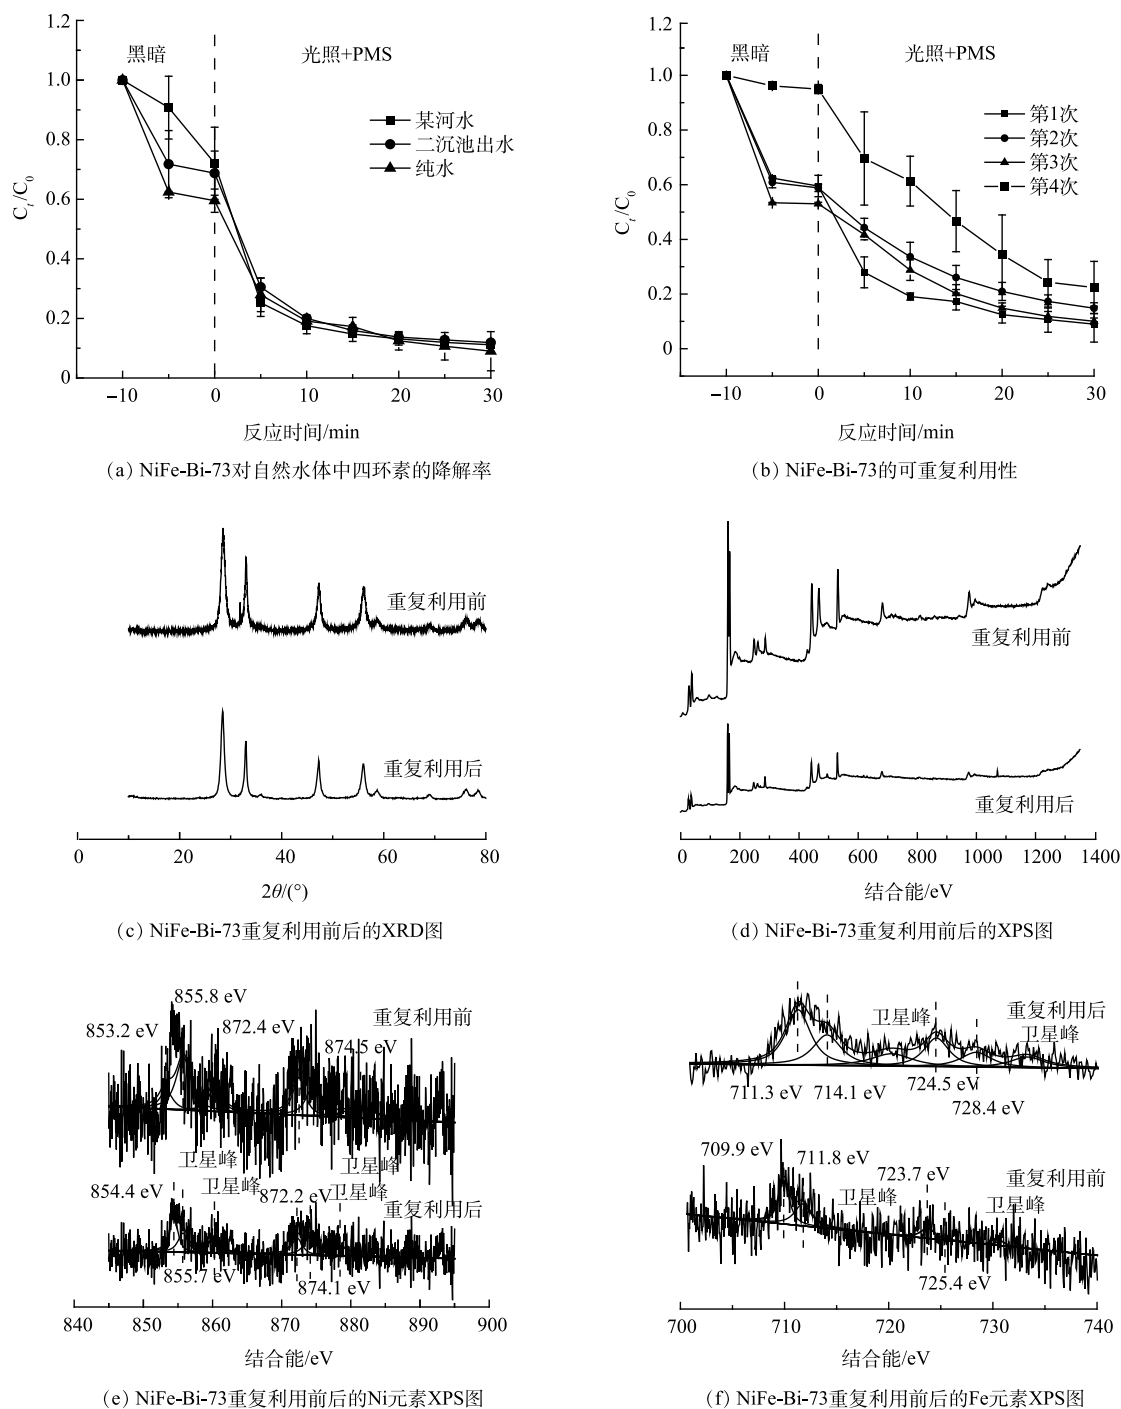 1.2
1.0
0.8
0.6
0.4
0.2
0
C_t/C_0
黑暗
光照+PMS
某河水
二沉池出水
纯水
−10
0
10
20
30
反应时间/min
(a) NiFe-Bi-73对自然水体中四环素的降解率
1.2
1.0
0.8
0.6
0.4
0.2
0
C_t/C_0
黑暗
光照+PMS
第1次
第2次
第3次
第4次
−10
0
10
20
30
反应时间/min
(b) NiFe-Bi-73的可重复利用性
重复利用前
重复利用后
0
20
40
60
80
2θ/(°)
(c) NiFe-Bi-73重复利用前后的XRD图
重复利用前
重复利用后
0
200
400
600
800
1000
1200
1400
结合能/eV
(d) NiFe-Bi-73重复利用前后的XPS图
855.8 eV
853.2 eV
872.4 eV
重复利用前
874.5 eV
卫星峰
卫星峰
854.4 eV
卫星峰
872.2 eV
卫星峰
重复利用后
855.7 eV
874.1 eV
840
850
860
870
880
890
900
结合能/eV
(e) NiFe-Bi-73重复利用前后的Ni元素XPS图
卫星峰
重复利用后
卫星峰
711.3 eV
714.1 eV
724.5 eV
728.4 eV
709.9 eV
711.8 eV
723.7 eV
重复利用前
卫星峰
卫星峰
725.4 eV
700
710
720
730
740
结合能/eV
(f) NiFe-Bi-73重复利用前后的Fe元素XPS图